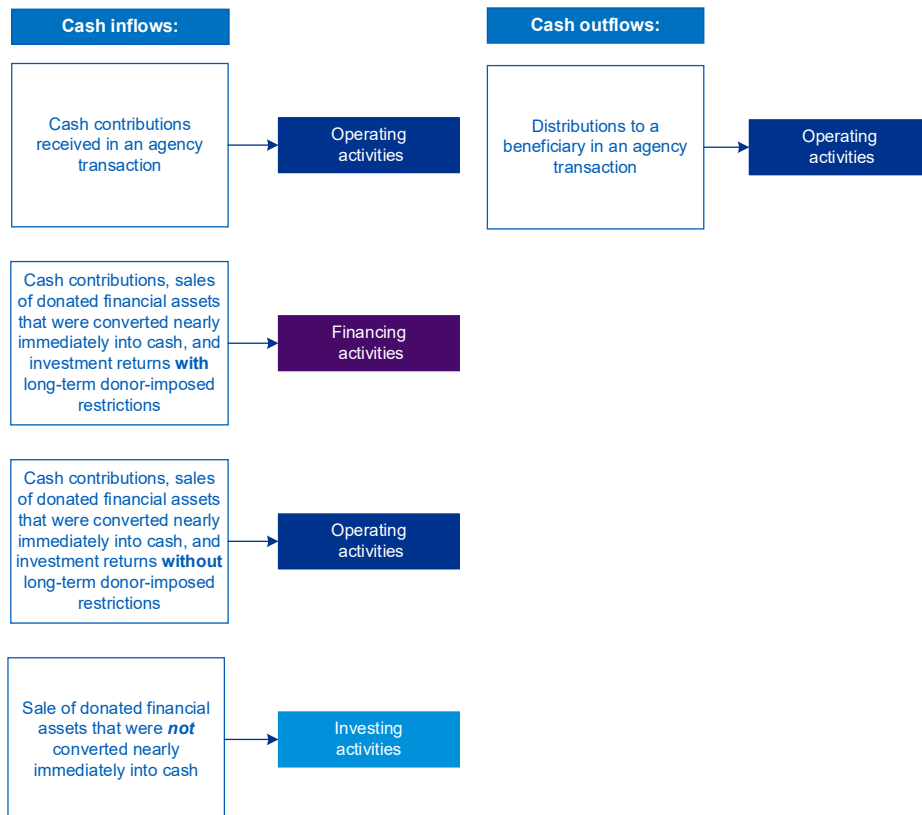 Cash inflows:
Cash outflows:
Cash contributions
received in an agency
transaction
Operating
activities
Distributions to a
beneficiary in an agency
transaction
Operating
activities
Cash contributions, sales
of donated financial assets
that were converted nearly
immediately into cash, and
investment returns with
long-term donor-imposed
restrictions
Financing
activities
Cash contributions, sales
of donated financial assets
that were converted nearly
immediately into cash, and
investment returns without
long-term donor-imposed
restrictions
Operating
activities
Sale of donated financial
assets that were not
converted nearly
immediately into cash
Investing
activities